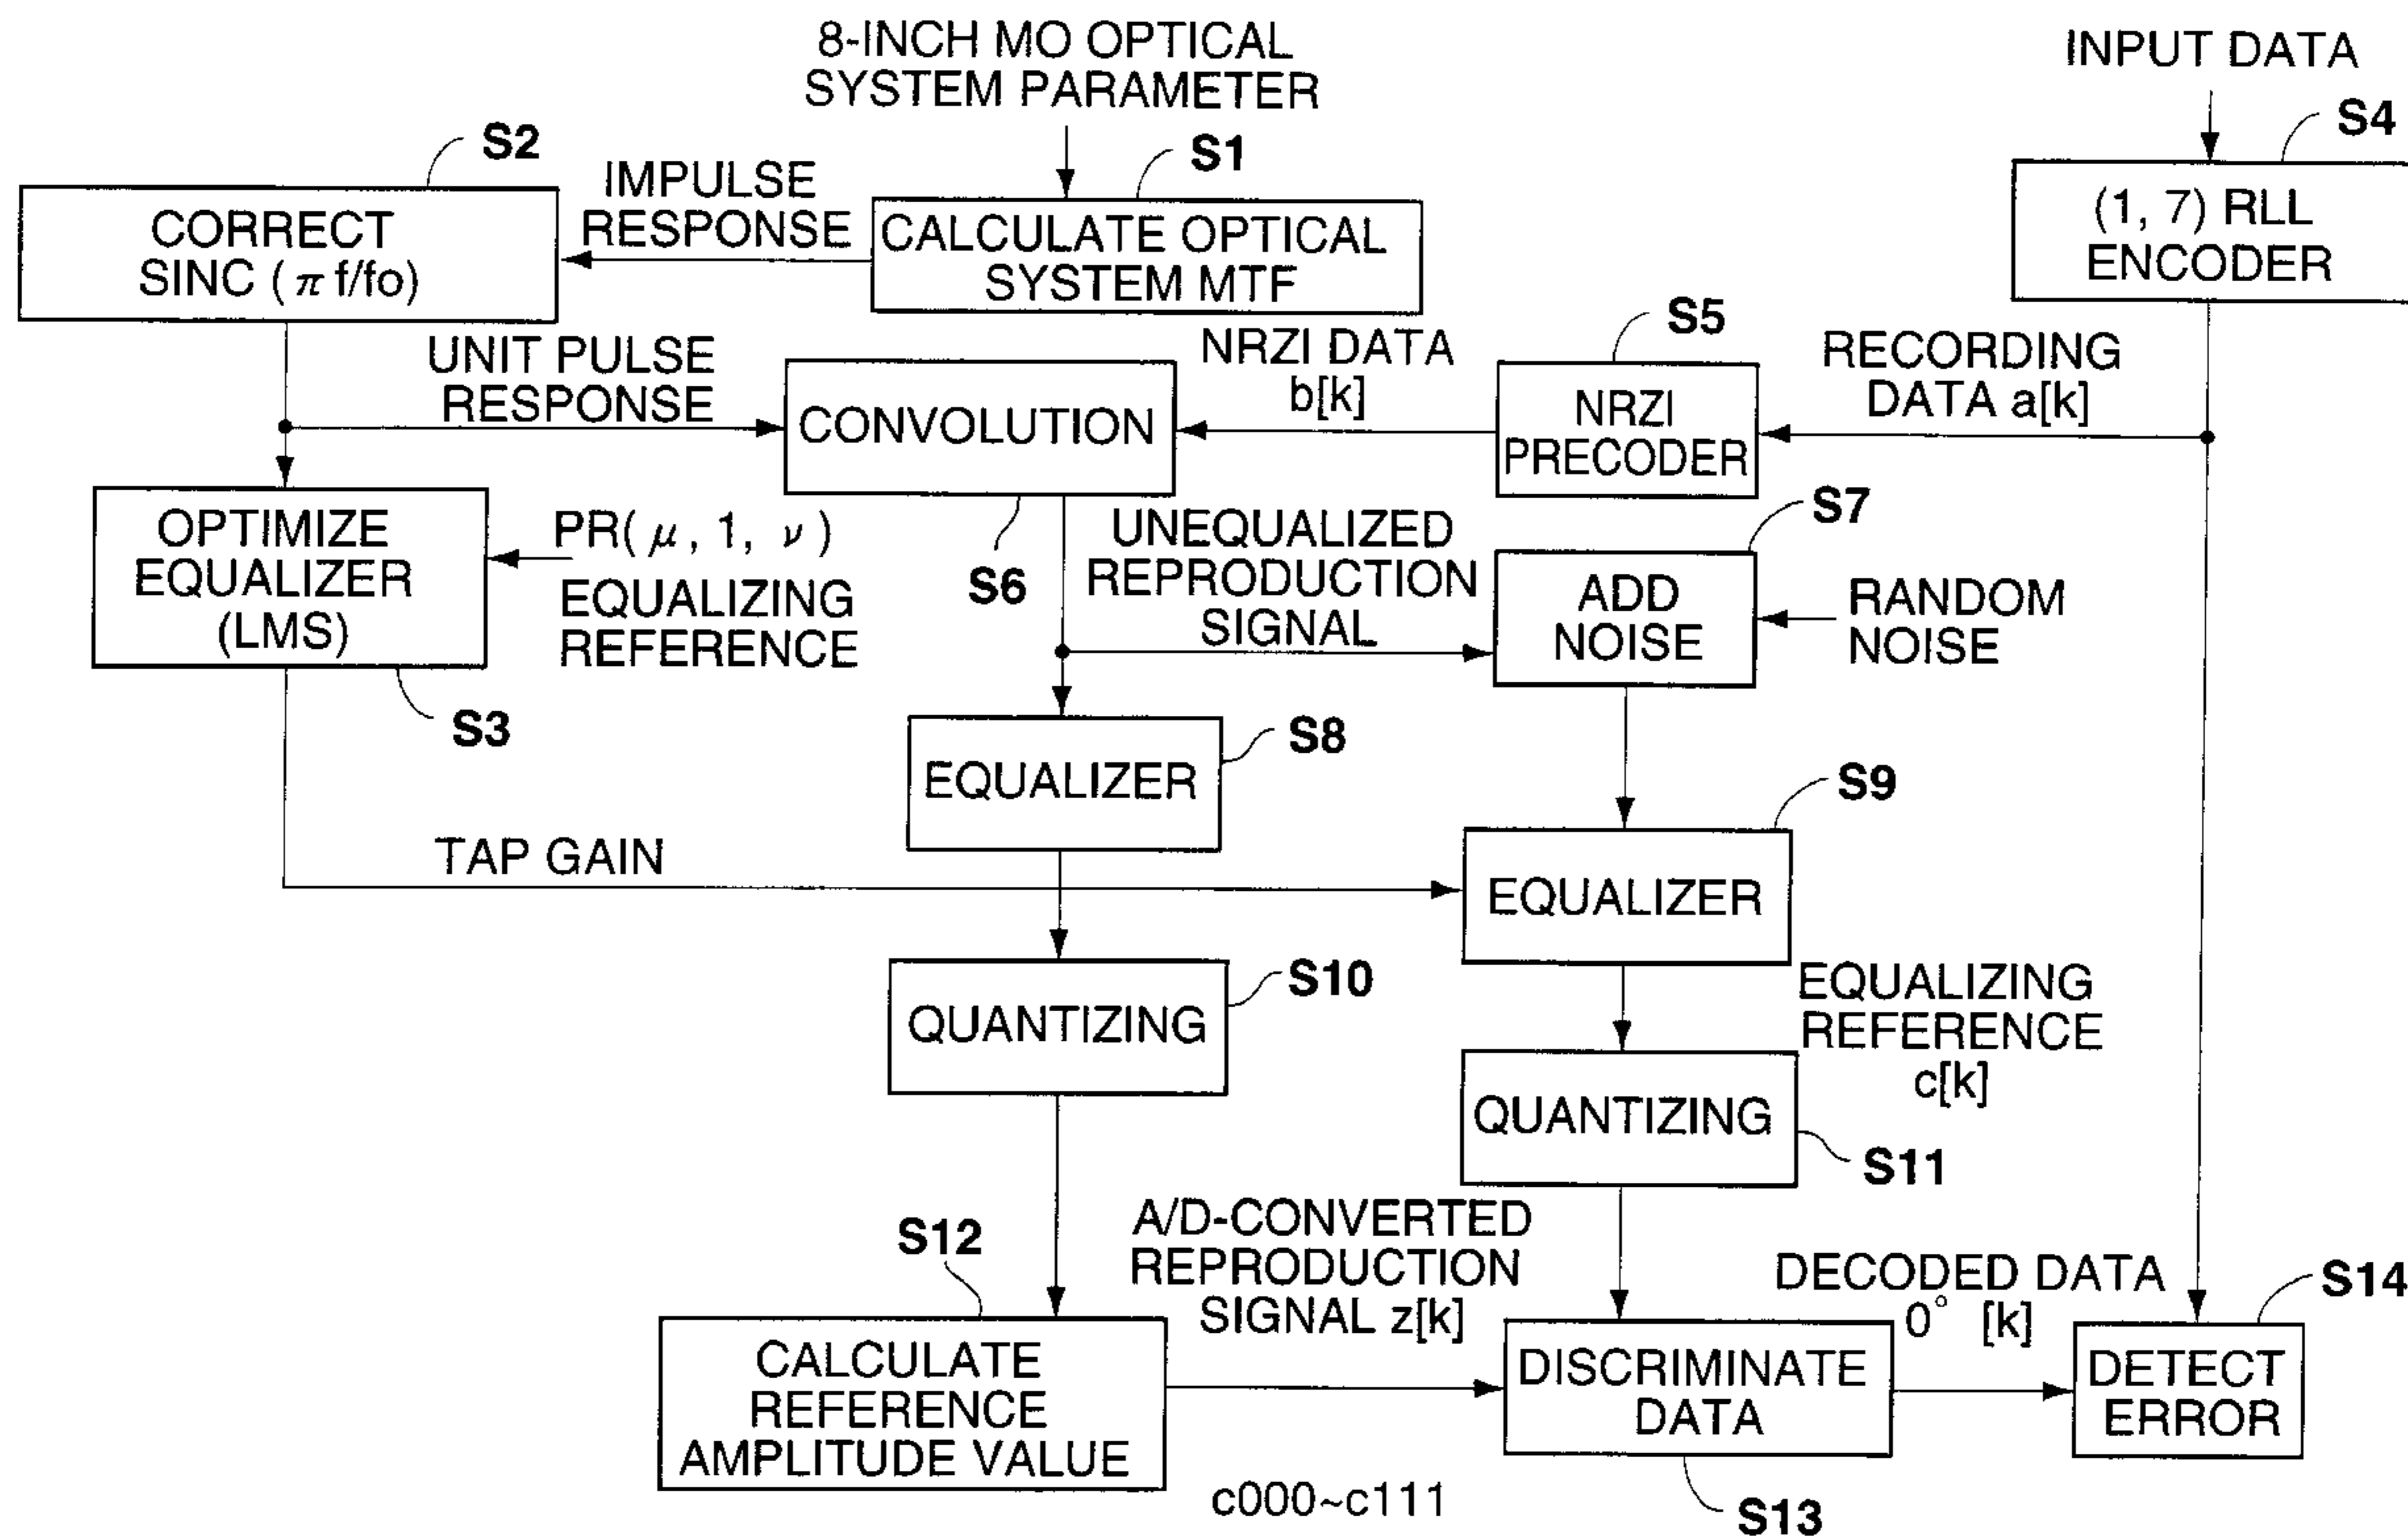 8-INCH MO OPTICAL
SYSTEM PARAMETER
INPUT DATA
S4
S2
S1
IMPULSE
RESPONSE
CORRECT
SINC (π f/fo)
CALCULATE OPTICAL
SYSTEM MTF
(1, 7) RLL
ENCODER
S5
UNIT PULSE
RESPONSE
NRZI DATA
b[k]
RECORDING
DATA a[k]
CONVOLUTION
NRZI
PRECODER
S7
OPTIMIZE
EQUALIZER
(LMS)
PR( μ, 1, ν )
EQUALIZING
REFERENCE
S6
UNEQUALIZED
REPRODUCTION
SIGNAL
ADD
NOISE
RANDOM
NOISE
S3
S8
EQUALIZER
S9
TAP GAIN
EQUALIZER
S10
QUANTIZING
EQUALIZING
REFERENCE
c[k]
QUANTIZING
S11
S12
A/D-CONVERTED
REPRODUCTION
SIGNAL z[k]
DECODED DATA
0° [k]
S14
CALCULATE
REFERENCE
AMPLITUDE VALUE
DISCRIMINATE
DATA
DETECT
ERROR
c000~c111
S13